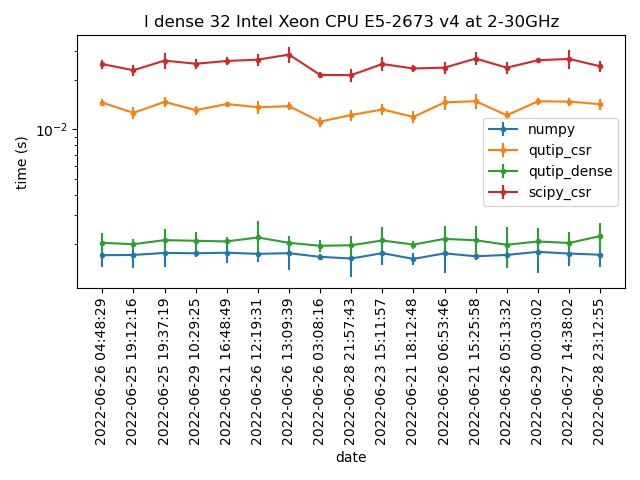 l dense 32 Intel Xeon CPU E5-2673 v4 at 2-30GHz
time (s)
10⁻²
numpy
qutip_csr
qutip_dense
scipy_csr
2022-06-26 04:48:29
2022-06-25 19:12:16
2022-06-25 19:37:19
2022-06-29 10:29:25
2022-06-21 16:48:49
2022-06-26 12:19:31
2022-06-26 13:09:39
2022-06-26 03:08:16
2022-06-28 21:57:43
2022-06-23 15:11:57
2022-06-21 18:12:48
2022-06-26 06:53:46
2022-06-21 15:25:58
2022-06-26 05:13:32
2022-06-29 00:03:02
2022-06-27 14:38:02
2022-06-28 23:12:55
date